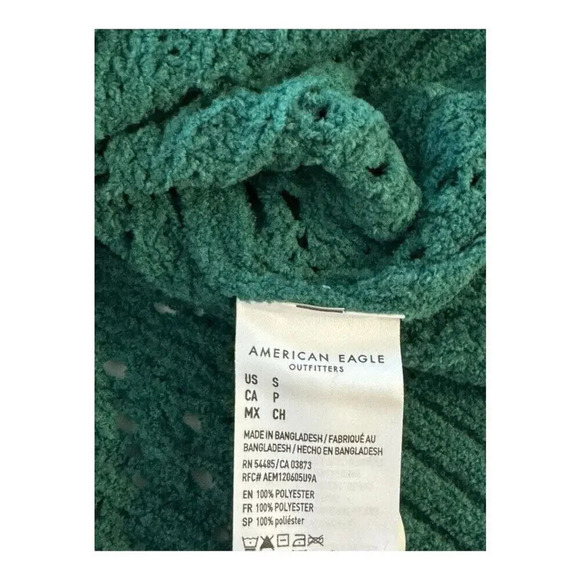 AMERICAN EAGLE
OUTFITTERS
US S
CA P
MX CH
MADE IN BANGLADESH / FABRIQUÉ AU
BANGLADESH / HECHO EN BANGLADESH
RN 54485/CA 03873
RFC# AEM120605U9A
EN 100% POLYESTER
FR 100% POLYESTER
SP 100% poliéster